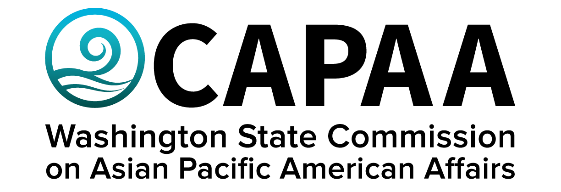 CAPAA
Washington State Commission
on Asian Pacific American Affairs